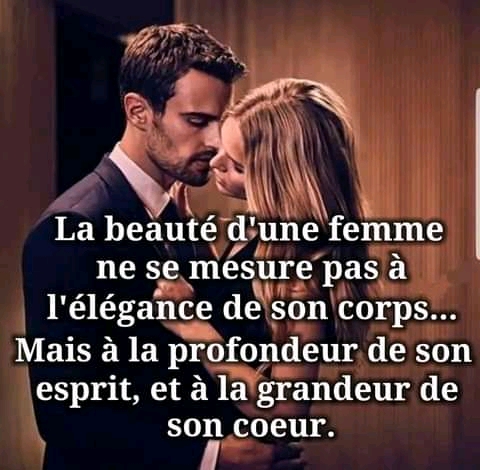 La beauté d'une femme
ne se mesure pas à
l'élégance de son corps...
Mais à la profondeur de son
esprit, et à la grandeur de
son coeur.